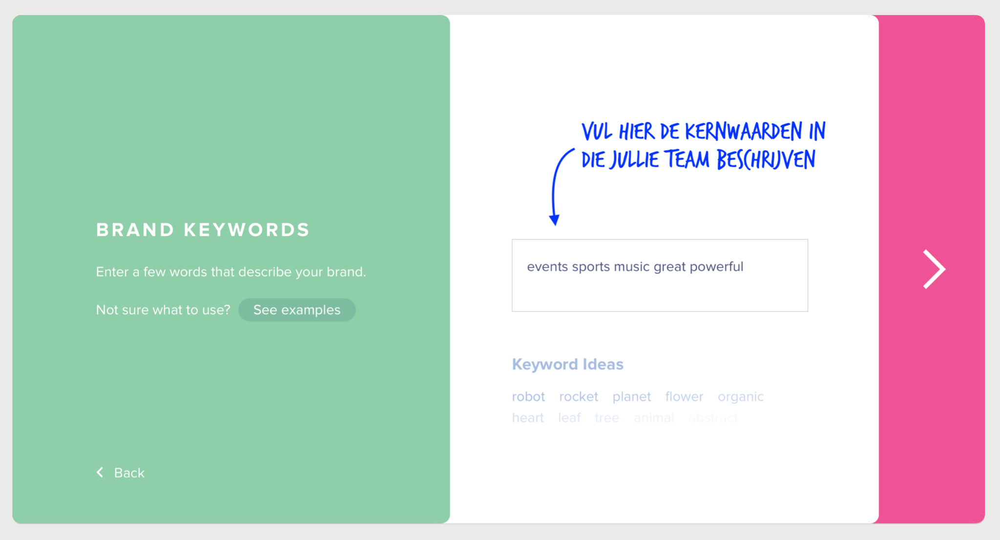 BRAND KEYWORDS
Enter a few words that describe your brand.
Not sure what to use? See examples
Back
VUL HIER DE KERNWAARDEN IN
DIE JULLIE TEAM BESCHRIJVEN
events sports music great powerful
Keyword Ideas
robot rocket planet flower organic
heart leaf tree animal abstract